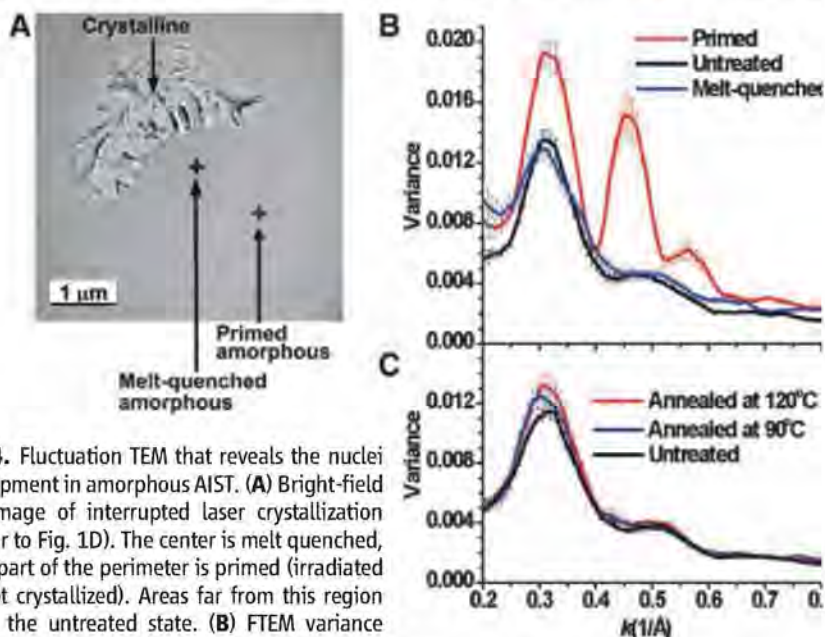 A
Crystalline
1 μm
Primed
amorphous
Melt-quenched
amorphous
B
0.020
0.016
0.012
0.008
0.004
0.000
Variance
Primed
Untreated
Melt-quenched
C
0.012
0.008
0.004
0.000
Variance
Annealed at 120°C
Annealed at 90°C
Untreated
0.2 0.3 0.4 0.5 0.6 0.7
k(1/Å)
4. Fluctuation TEM that reveals the nuclei
opment in amorphous AIST. (A) Bright-field
mage of interrupted laser crystallization
r to Fig. 1D). The center is melt quenched,
part of the perimeter is primed (irradiated
t crystallized). Areas far from this region
the untreated state. (B) FTEM variance